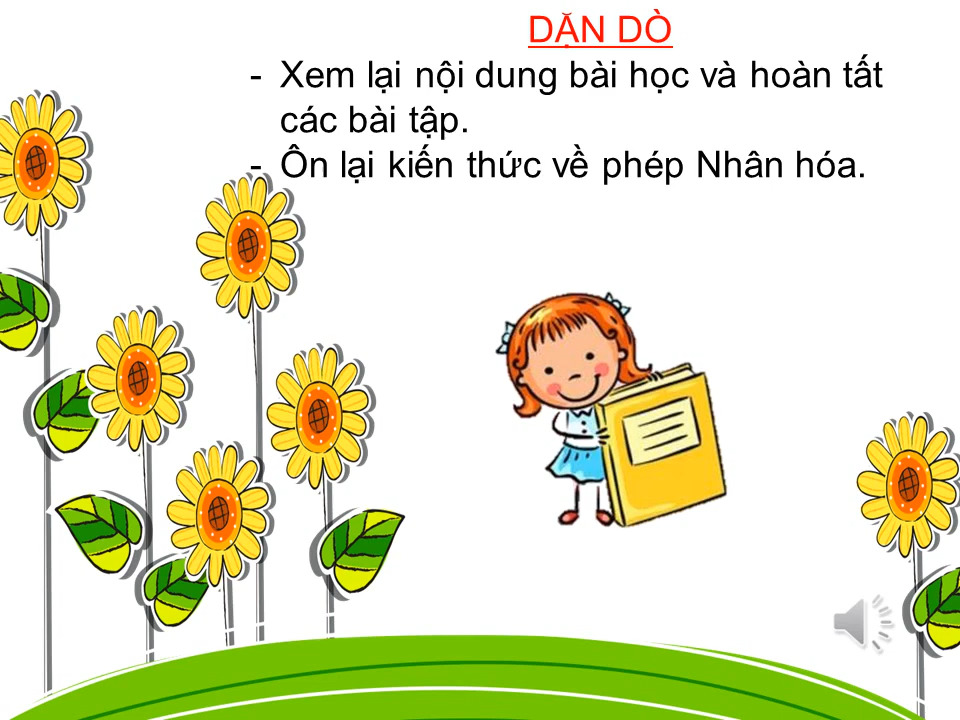 DẶN DÒ
- Xem lại nội dung bài học và hoàn tất
các bài tập.
- Ôn lại kiến thức về phép Nhân hóa.